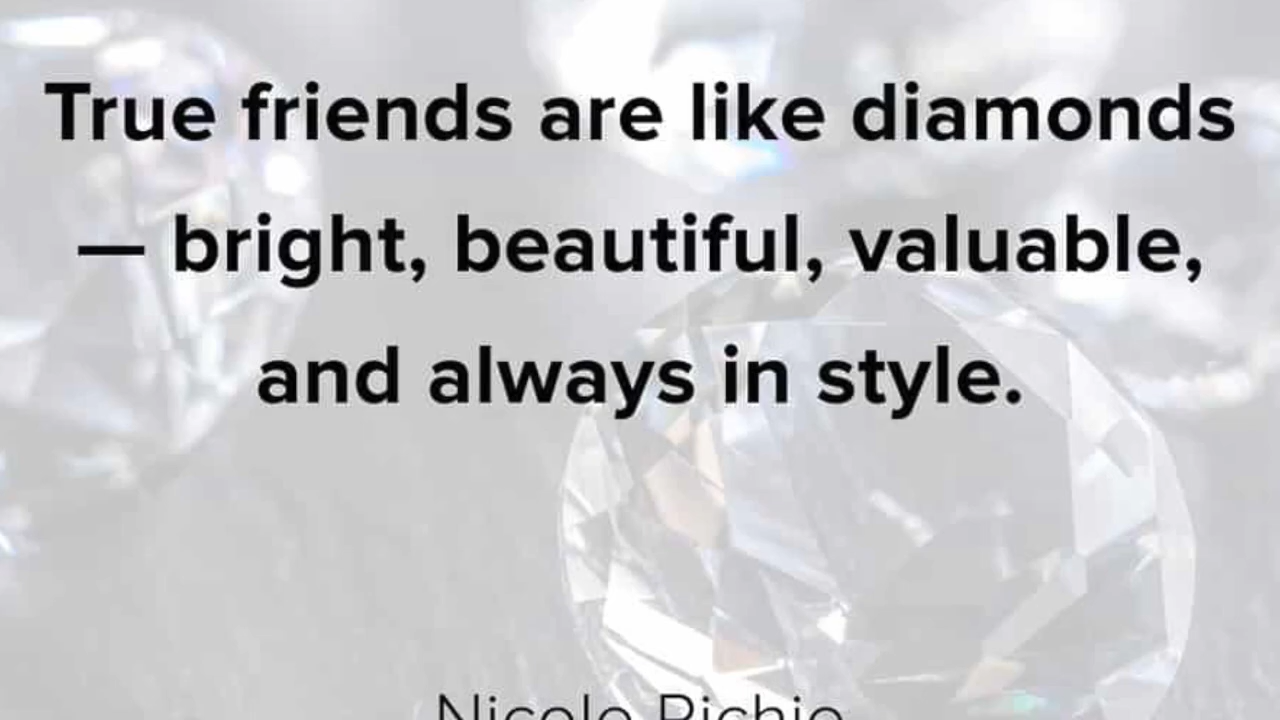 True friends are like diamonds
— bright, beautiful, valuable,
and always in style.
Nicole Richie